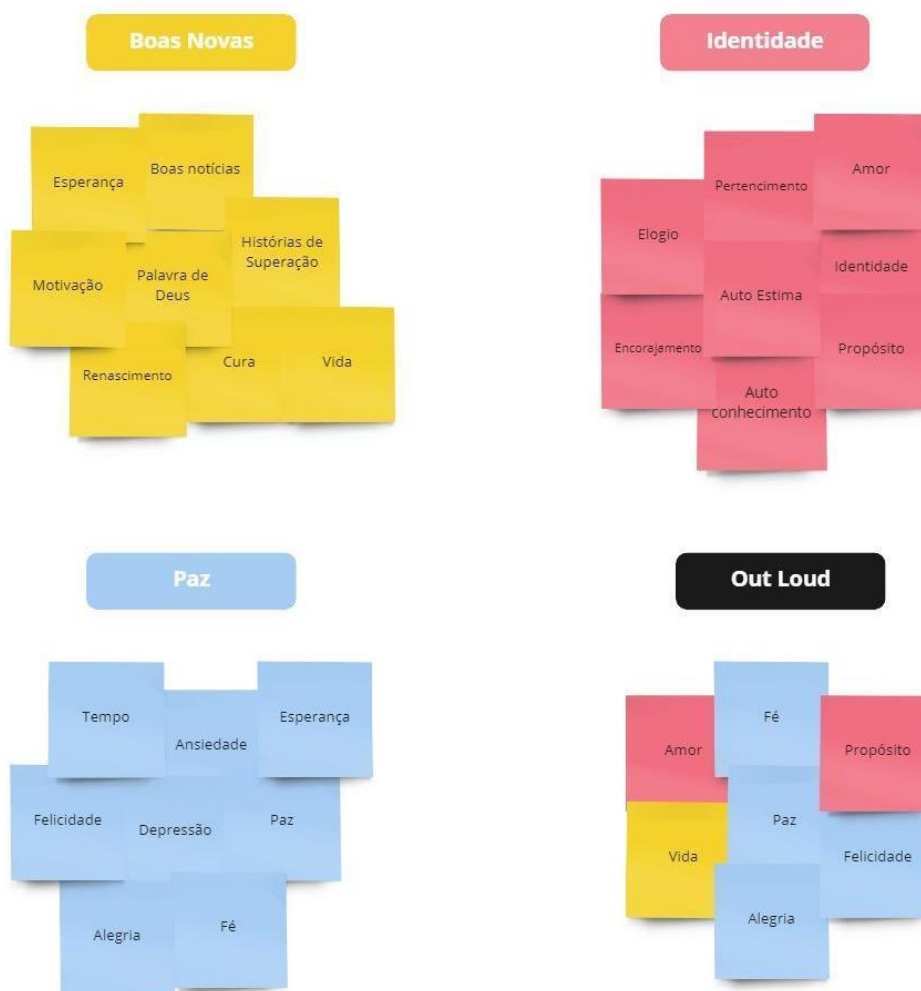 Boas Novas
Esperança
Boas notícias
Histórias de
Superação
Motivação
Palavra de
Deus
Renascimento
Cura
Vida
Identidade
Pertencimento
Amor
Elogio
Identidade
Auto Estima
Encorajamento
Propósito
Auto
conhecimento
Paz
Tempo
Ansiedade
Esperança
Felicidade
Depressão
Paz
Alegria
Fé
Out Loud
Fé
Amor
Propósito
Paz
Vida
Felicidade
Alegria